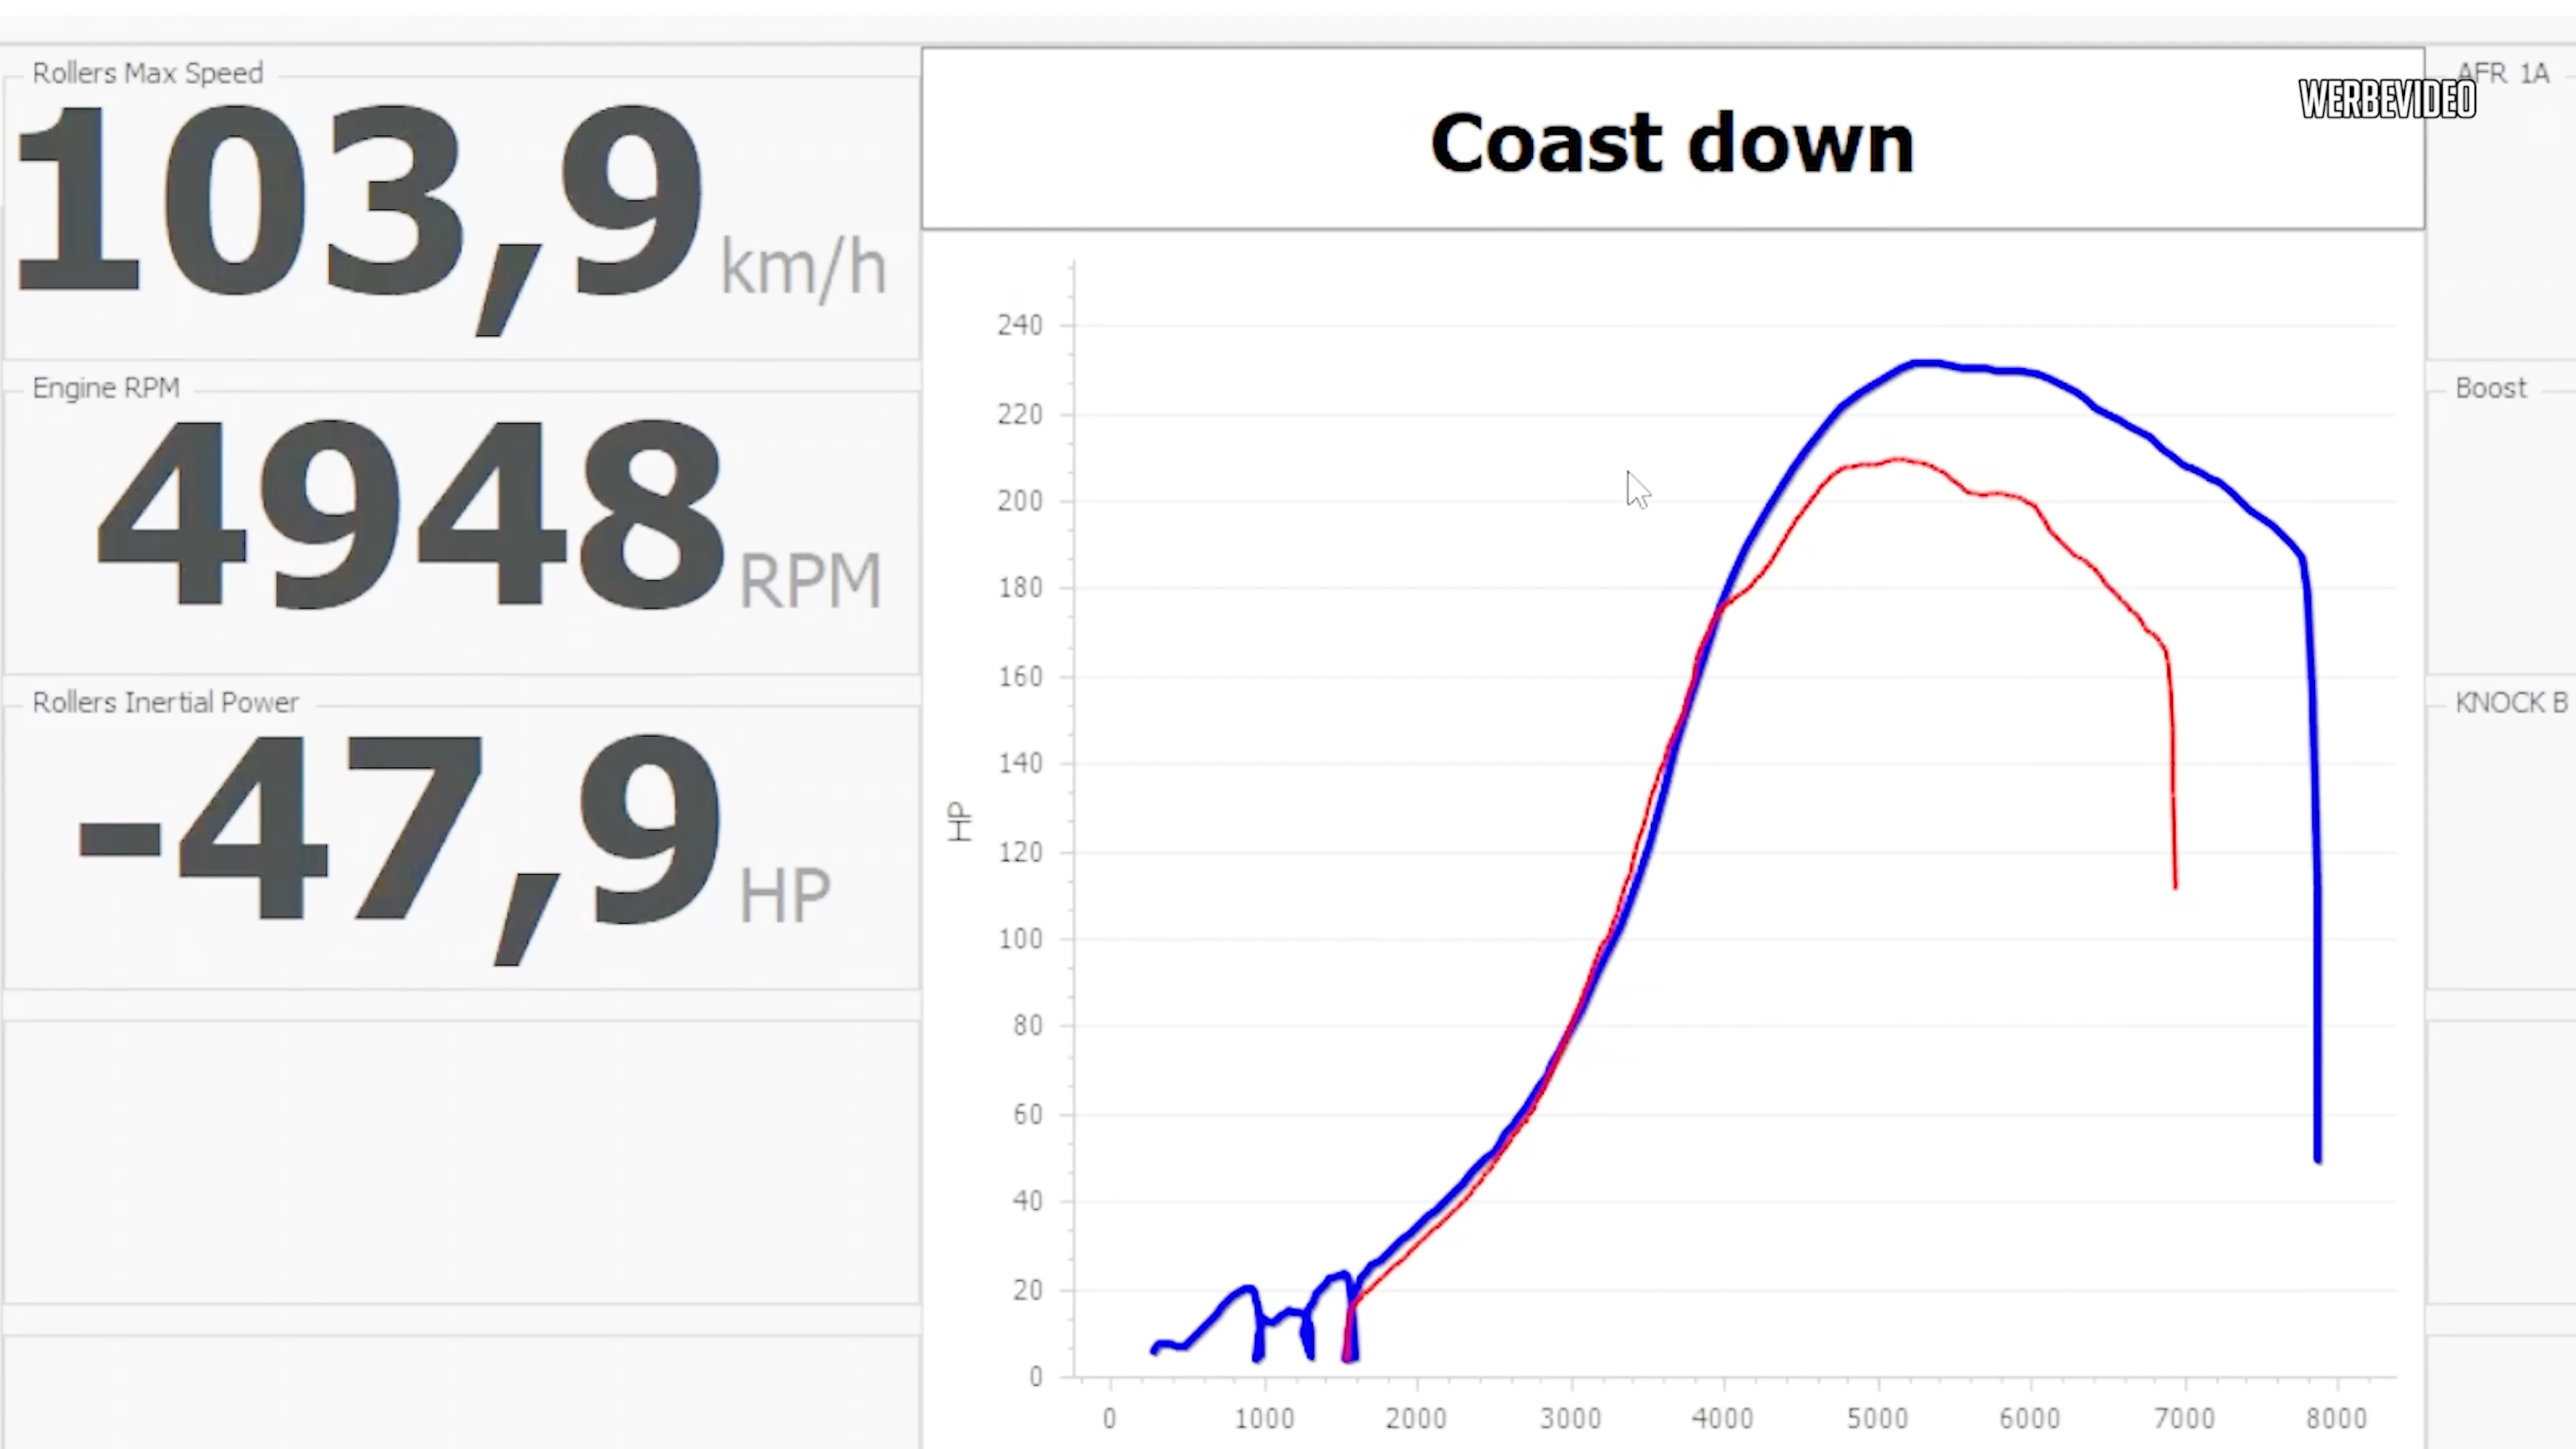 Rollers Max Speed
103,9 km/h
Engine RPM
4948 RPM
Rollers Inertial Power
-47,9 HP
Coast down
WERBEVIDEO
AFR 1A
Boost
KNOCK B
HP
240
220
200
180
160
140
120
100
80
60
40
20
0
0 1000 2000 3000 4000 5000 6000 7000 8000